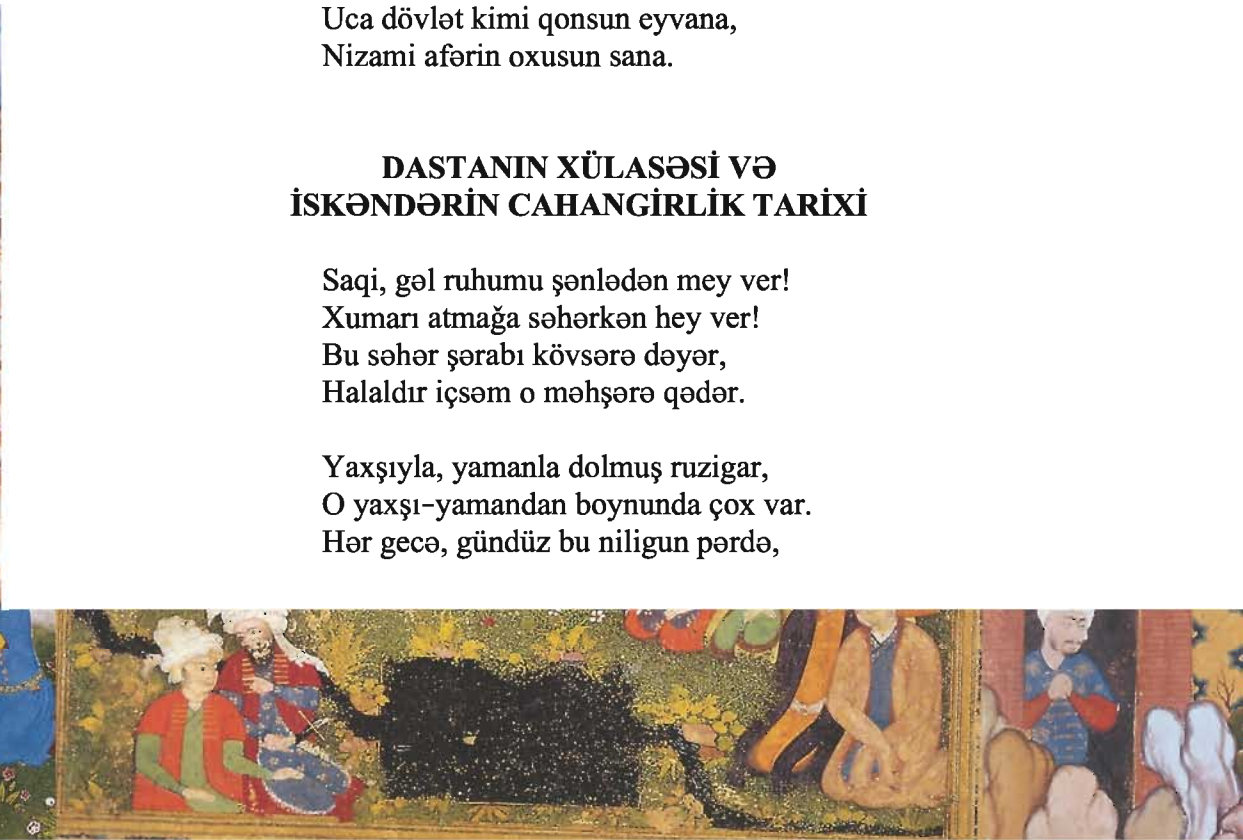 Uca dövlət kimi qonsun eyvana,
Nizami afərin oxusun sana.
DASTANIN XÜLASƏSİ VƏ
İSKƏNDƏRİN CAHANGİRLİK TARİXİ
Saqi, gəl ruhumu şənlədən mey ver!
Xumarı atmağa səhərkən hey ver!
Bu səhər şərabı kövsərə dəyər,
Halaldır içsəm o məhşərə qədər.
Yaxşıyla, yamanla dolmuş ruzigar,
O yaxşı-yamandan boynunda çox var.
Hər gecə, gündüz bu niligun pərdə,